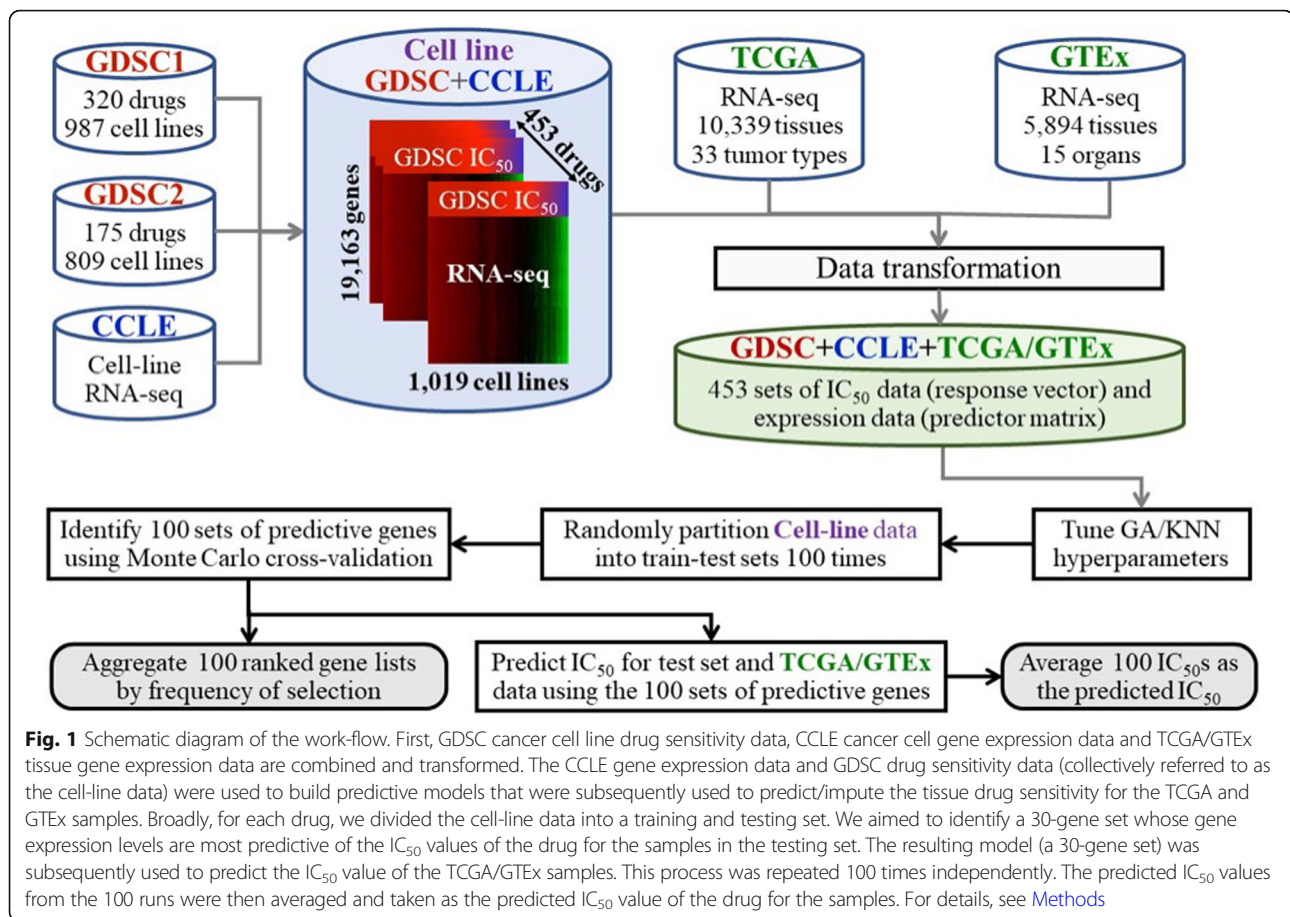 GDSC1
320 drugs
987 cell lines
GDSC2
175 drugs
809 cell lines
CCLE
Cell-line
RNA-seq
Cell line
GDSC+CCLE
453 drugs
GDSC IC50
GDSC IC50
19,163 genes
RNA-seq
1,019 cell lines
TCGA
RNA-seq
10,339 tissues
33 tumor types
GTEx
RNA-seq
5,894 tissues
15 organs
Data transformation
GDSC+CCLE+TCGA/GTEx
453 sets of IC50 data (response vector) and
expression data (predictor matrix)
Tune GA/KNN
hyperparameters
Randomly partition Cell-line data
into train-test sets 100 times
Identify 100 sets of predictive genes
using Monte Carlo cross-validation
Aggregate 100 ranked gene lists
by frequency of selection
Predict IC50 for test set and TCGA/GTEx
data using the 100 sets of predictive genes
Average 100 IC50s as
the predicted IC50
Fig. 1 Schematic diagram of the work-flow. First, GDSC cancer cell line drug sensitivity data, CCLE cancer cell gene expression data and TCGA/GTEx
tissue gene expression data are combined and transformed. The CCLE gene expression data and GDSC drug sensitivity data (collectively referred to as
the cell-line data) were used to build predictive models that were subsequently used to predict/impute the tissue drug sensitivity for the TCGA and
GTEx samples. Broadly, for each drug, we divided the cell-line data into a training and testing set. We aimed to identify a 30-gene set whose gene
expression levels are most predictive of the IC50 values of the drug for the samples in the testing set. The resulting model (a 30-gene set) was
subsequently used to predict the IC50 value of the TCGA/GTEx samples. This process was repeated 100 times independently. The predicted IC50 values
from the 100 runs were then averaged and taken as the predicted IC50 value of the drug for the samples. For details, see Methods